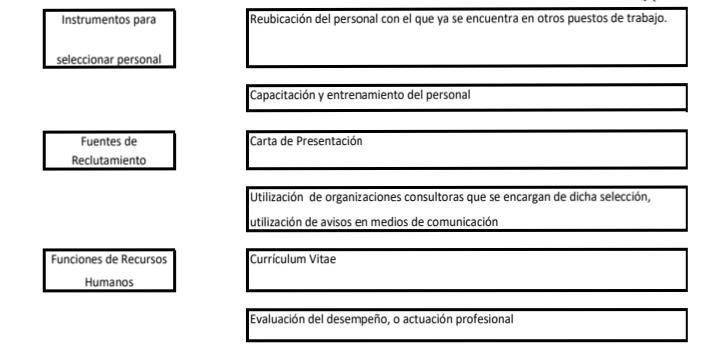 Instrumentos para
seleccionar personal
Reubicación del personal con el que ya se encuentra en otros puestos de trabajo.
Capacitación y entrenamiento del personal
Fuentes de
Reclutamiento
Carta de Presentación
Utilización de organizaciones consultoras que se encargan de dicha selección,
utilización de avisos en medios de comunicación
Funciones de Recursos
Humanos
Currículum Vitae
Evaluación del desempeño, o actuación profesional